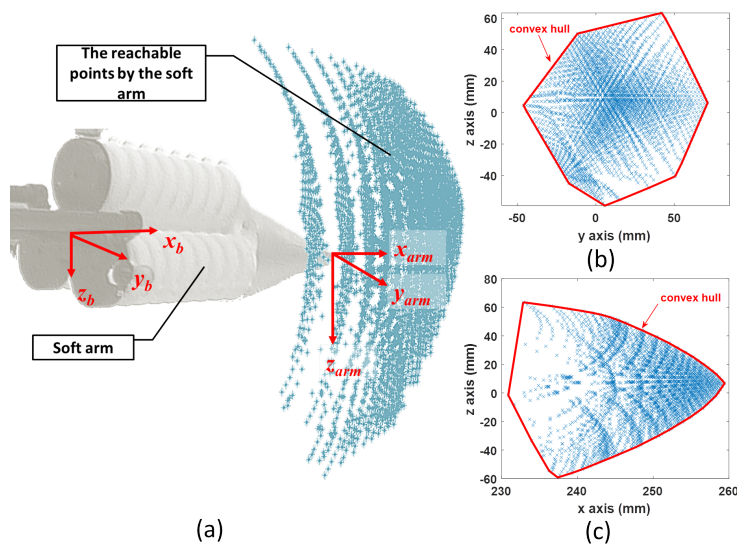 The reachable
points by the soft
arm
x_b
y_b
z_b
Soft arm
x_arm
y_arm
z_arm
(a)
convex hull
z axis (mm)
60
40
20
0
-20
-40
-50
0
50
y axis (mm)
(b)
convex hull
z axis (mm)
80
60
40
20
0
-20
-40
-60
230
240
250
260
x axis (mm)
(c)